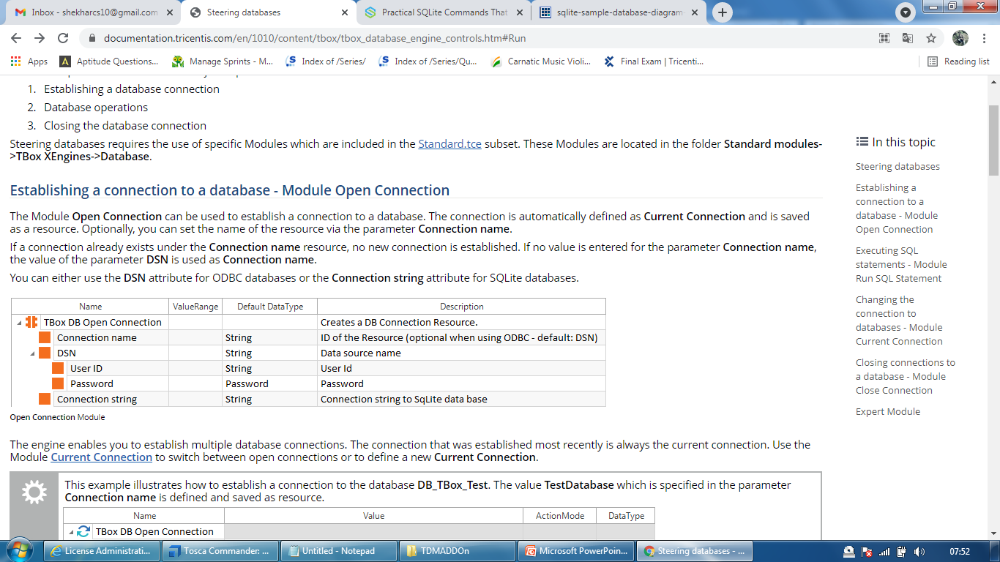 Inbox - shekharcs10@gmail.com
Steering databases
Practical SQLite Commands That
sqlite-sample-database-diagram
documentation.tricentis.com/en/1010/content/tbox/tbox_database_engine_controls.htm#Run
Apps
Aptitude Questions...
Manage Sprints - M...
Index of /Series/
Index of /Series/Qu...
Carnatic Music Violi...
Final Exam | Tricenti...
Reading list
1. Establishing a database connection
2. Database operations
3. Closing the database connection
Steering databases requires the use of specific Modules which are included in the Standard.tce subset. These Modules are located in the folder Standard modules-
>TBox XEngines->Database.
Establishing a connection to a database - Module Open Connection
The Module Open Connection can be used to establish a connection to a database. The connection is automatically defined as Current Connection and is saved
as a resource. Optionally, you can set the name of the resource via the parameter Connection name.
If a connection already exists under the Connection name resource, no new connection is established. If no value is entered for the parameter Connection name,
the value of the parameter DSN is used as Connection name.
You can either use the DSN attribute for ODBC databases or the Connection string attribute for SQLite databases.
Name ValueRange Default DataType Description
TBox DB Open Connection Creates a DB Connection Resource.
Connection name String ID of the Resource (optional when using ODBC - default: DSN)
DSN String Data source name
User ID String User Id
Password Password Password
Connection string String Connection string to SqLite data base
Open Connection Module
The engine enables you to establish multiple database connections. The connection that was established most recently is always the current connection. Use the
Module Current Connection to switch between open connections or to define a new Current Connection.
This example illustrates how to establish a connection to the database DB_TBox_Test. The value TestDatabase which is specified in the parameter
Connection name is defined and saved as resource.
Name Value ActionMode DataType
TBox DB Open Connection
In this topic
Steering databases
Establishing a
connection to a
database - Module
Open Connection
Executing SQL
statements - Module
Run SQL Statement
Changing the
connection to
databases - Module
Current Connection
Closing connections to
a database - Module
Close Connection
Expert Module
License Administrati...
Tosca Commander: ...
Untitled - Notepad
TDMADDOn
Microsoft PowerPoin...
Steering databases - ...
07:52